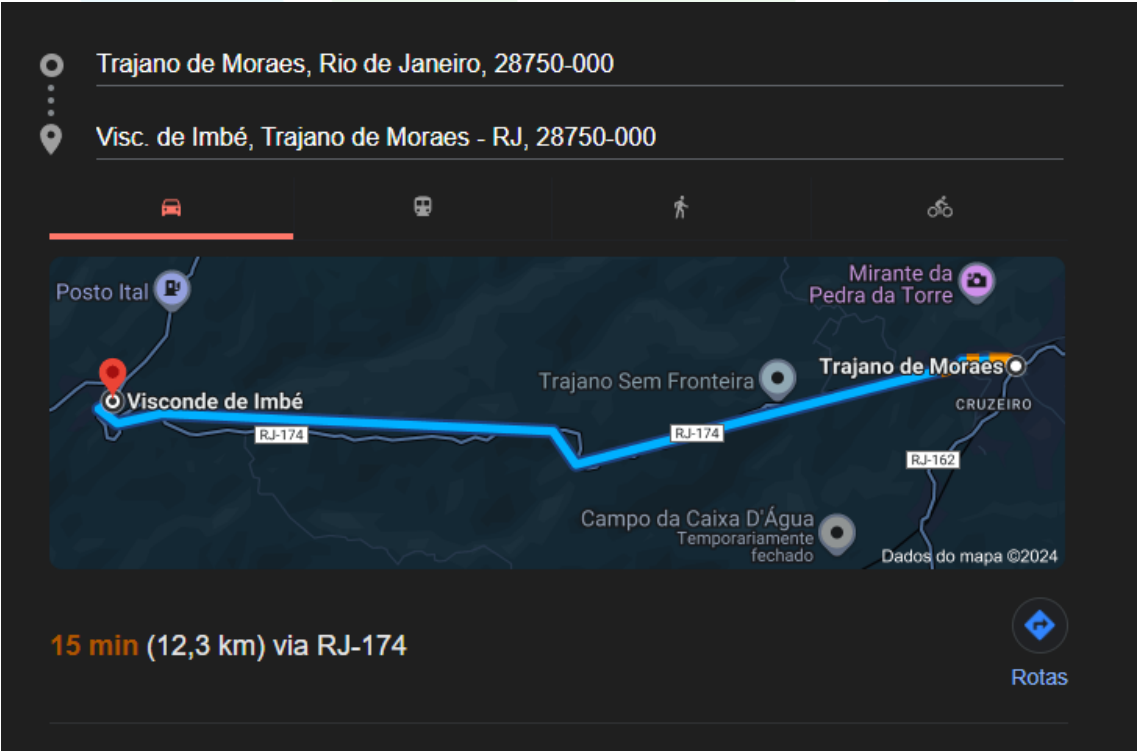 Trajano de Moraes, Rio de Janeiro, 28750-000
Visc. de Imbé, Trajano de Moraes - RJ, 28750-000
Posto Ital
Mirante da
Pedra da Torre
Trajano de Moraes
Trajano Sem Fronteira
Visconde de Imbé
CRUZEIRO
RJ-174
RJ-174
RJ-162
Campo da Caixa D'Água
Temporariamente
fechado
Dados do mapa ©2024
15 min (12,3 km) via RJ-174
Rotas